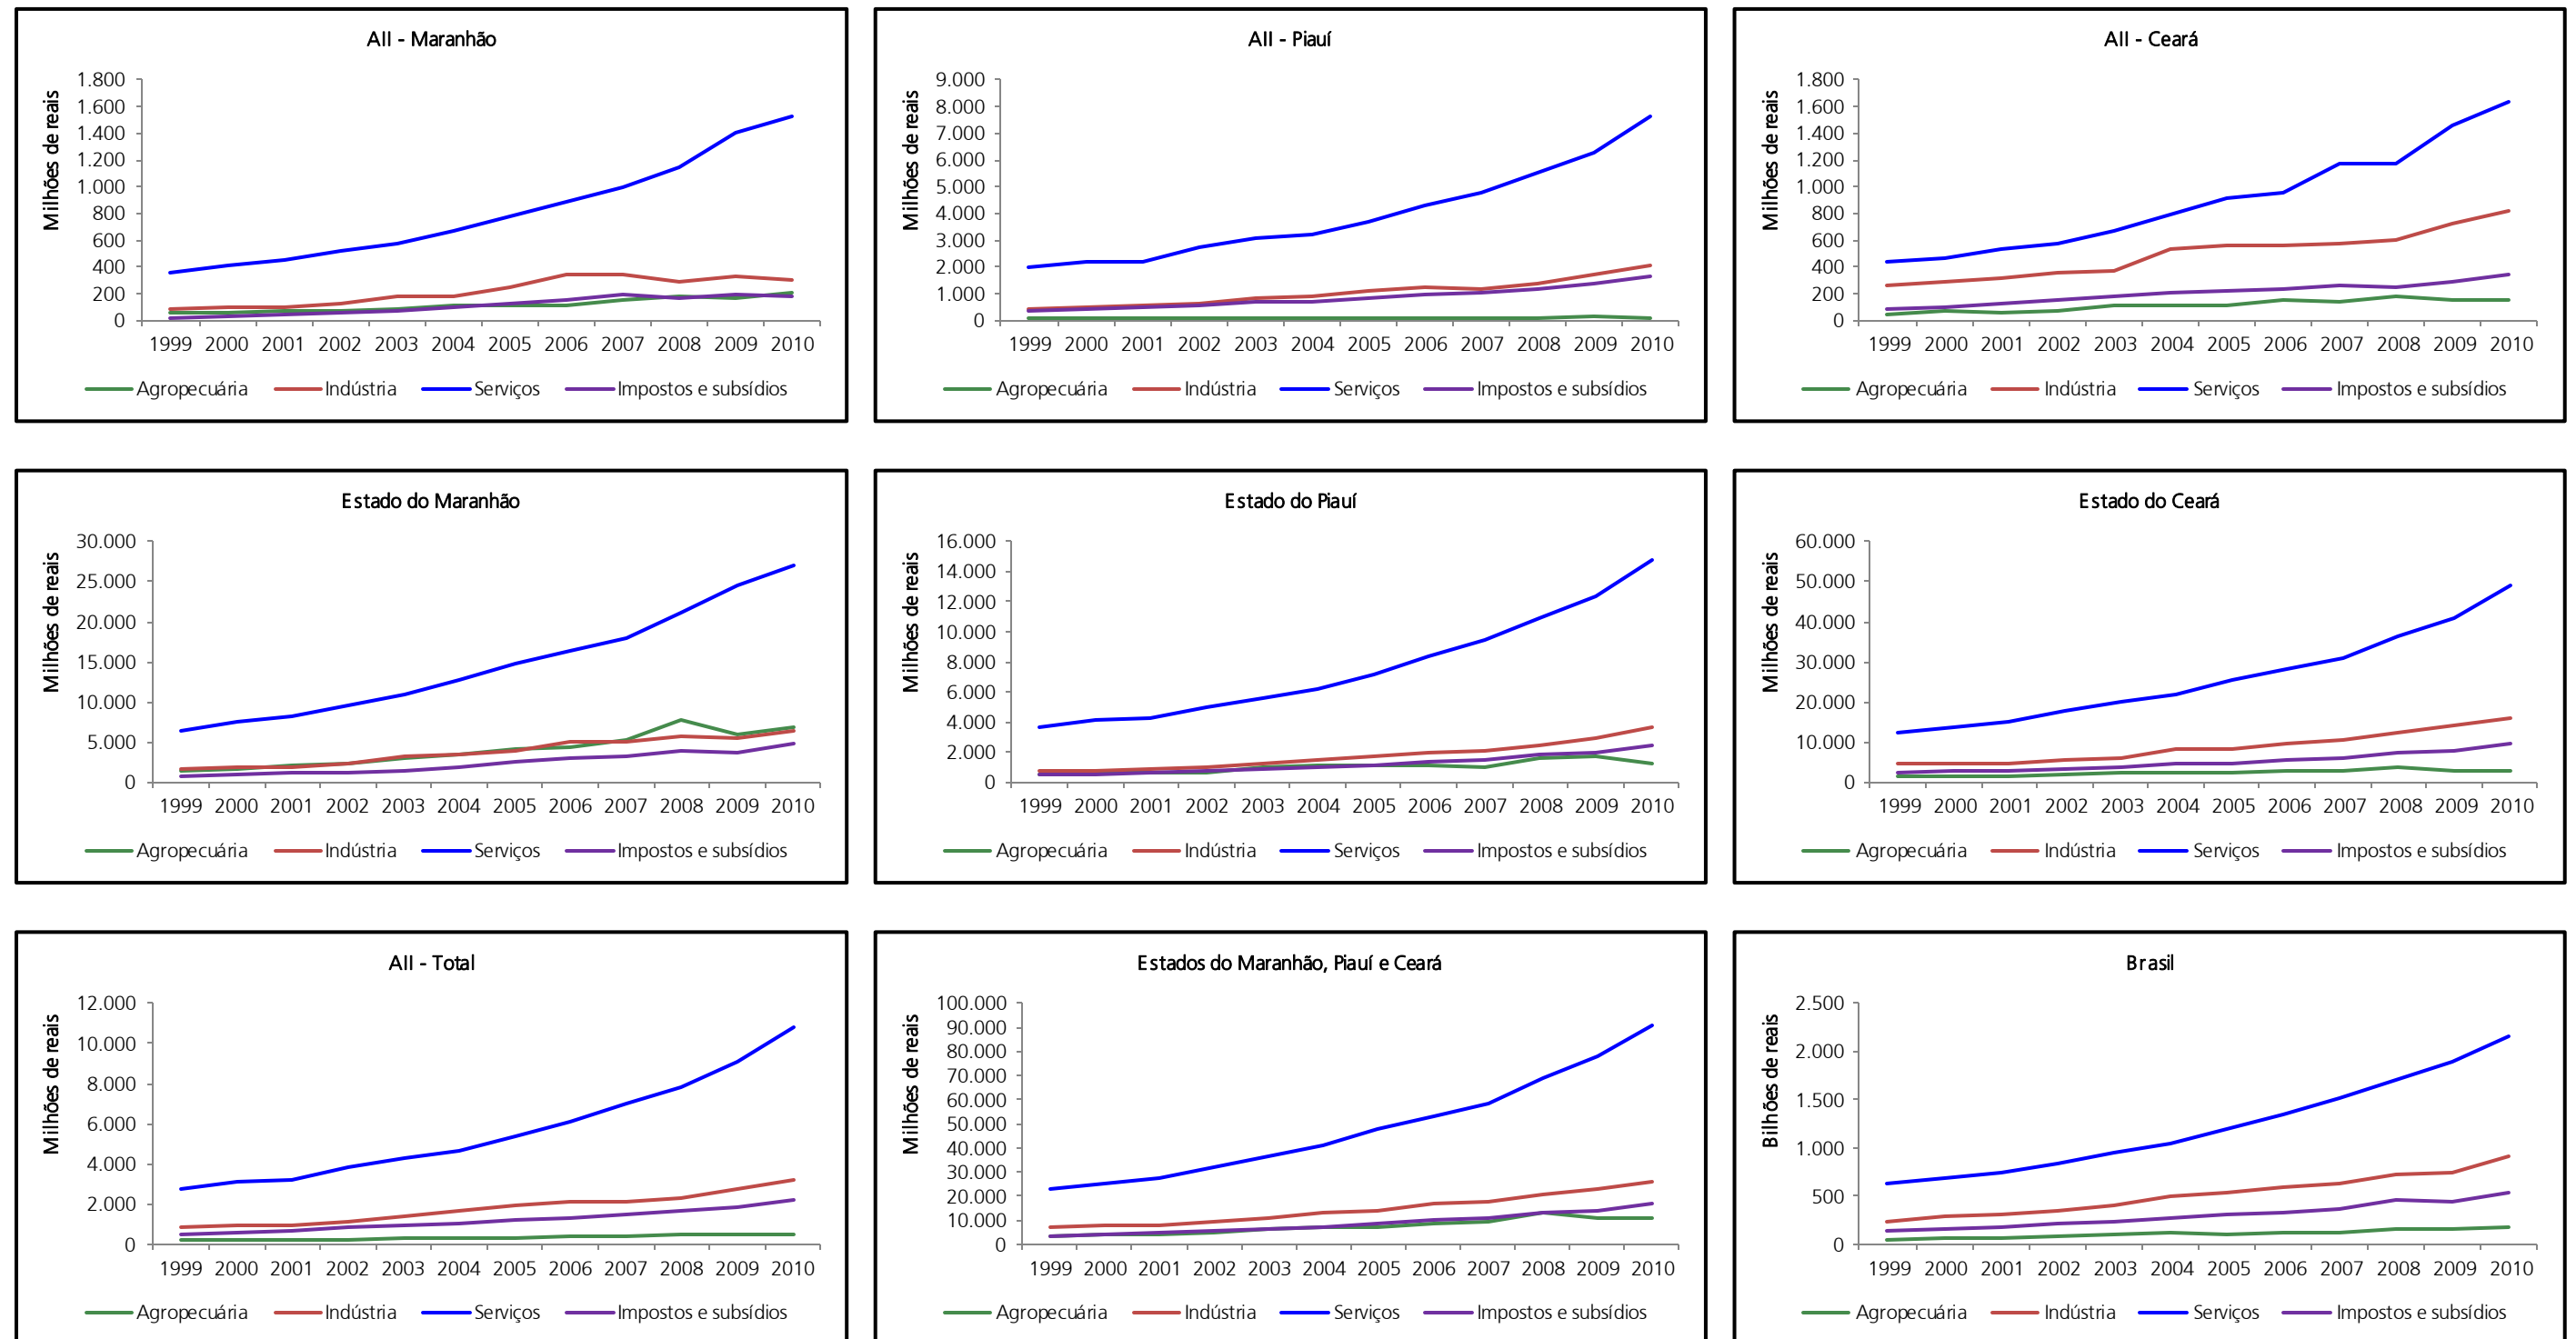 AII - Maranhão
Milhões de reais
1.800
1.600
1.400
1.200
1.000
800
600
400
200
0
1999 2000 2001 2002 2003 2004 2005 2006 2007 2008 2009 2010
Agropecuária Indústria Serviços Impostos e subsídios
AII - Piauí
Milhões de reais
9.000
8.000
7.000
6.000
5.000
4.000
3.000
2.000
1.000
0
1999 2000 2001 2002 2003 2004 2005 2006 2007 2008 2009 2010
Agropecuária Indústria Serviços Impostos e subsídios
AII - Ceará
Milhões de reais
1.800
1.600
1.400
1.200
1.000
800
600
400
200
0
1999 2000 2001 2002 2003 2004 2005 2006 2007 2008 2009 2010
Agropecuária Indústria Serviços Impostos e subsídios
Estado do Maranhão
Milhões de reais
30.000
25.000
20.000
15.000
10.000
5.000
0
1999 2000 2001 2002 2003 2004 2005 2006 2007 2008 2009 2010
Agropecuária Indústria Serviços Impostos e subsídios
Estado do Piauí
Milhões de reais
16.000
14.000
12.000
10.000
8.000
6.000
4.000
2.000
0
1999 2000 2001 2002 2003 2004 2005 2006 2007 2008 2009 2010
Agropecuária Indústria Serviços Impostos e subsídios
Estado do Ceará
Milhões de reais
60.000
50.000
40.000
30.000
20.000
10.000
0
1999 2000 2001 2002 2003 2004 2005 2006 2007 2008 2009 2010
Agropecuária Indústria Serviços Impostos e subsídios
AII - Total
Milhões de reais
12.000
10.000
8.000
6.000
4.000
2.000
0
1999 2000 2001 2002 2003 2004 2005 2006 2007 2008 2009 2010
Agropecuária Indústria Serviços Impostos e subsídios
Estados do Maranhão, Piauí e Ceará
Milhões de reais
100.000
90.000
80.000
70.000
60.000
50.000
40.000
30.000
20.000
10.000
0
1999 2000 2001 2002 2003 2004 2005 2006 2007 2008 2009 2010
Agropecuária Indústria Serviços Impostos e subsídios
Brasil
Bilhões de reais
2.500
2.000
1.500
1.000
500
0
1999 2000 2001 2002 2003 2004 2005 2006 2007 2008 2009 2010
Agropecuária Indústria Serviços Impostos e subsídios